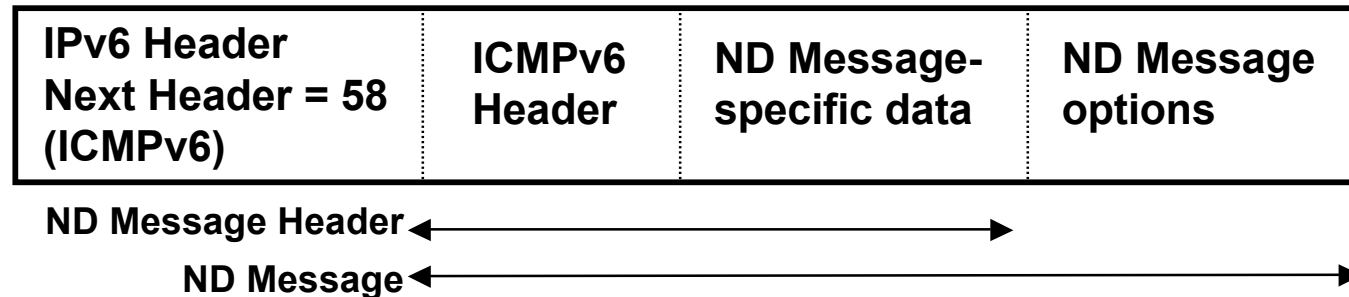 IPv6 Header
Next Header = 58
(ICMPv6)
ICMPv6
Header
ND Message-
specific data
ND Message
options
ND Message Header
ND Message